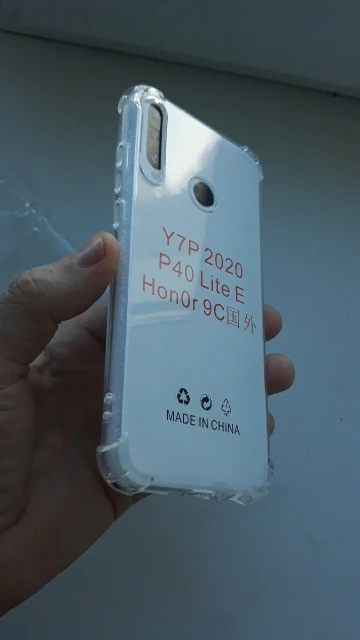 Y7P 2020
P40 Lite E
Hon0r 9C国外
MADE IN CHINA